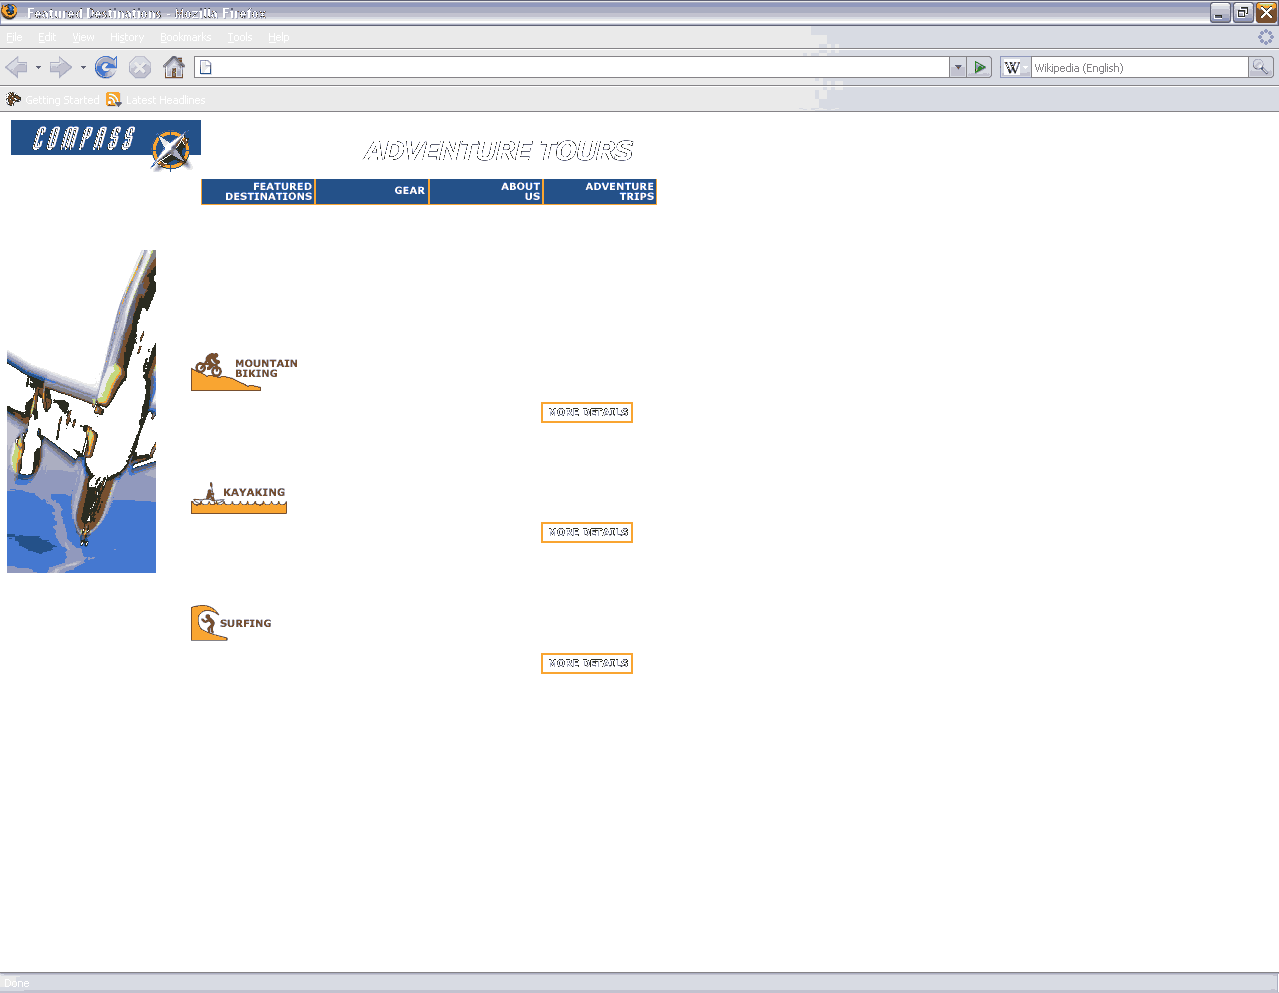 Featured Destinations - Mozilla Firefox
File Edit View History Bookmarks Tools Help
W Wikipedia (English)
Getting Started Latest Headlines
COMPASS
ADVENTURE TOURS
FEATURED DESTINATIONS
GEAR
ABOUT US
ADVENTURE TRIPS
MOUNTAIN
BIKING
MORE DETAILS
KAYAKING
MORE DETAILS
SURFING
MORE DETAILS
Done